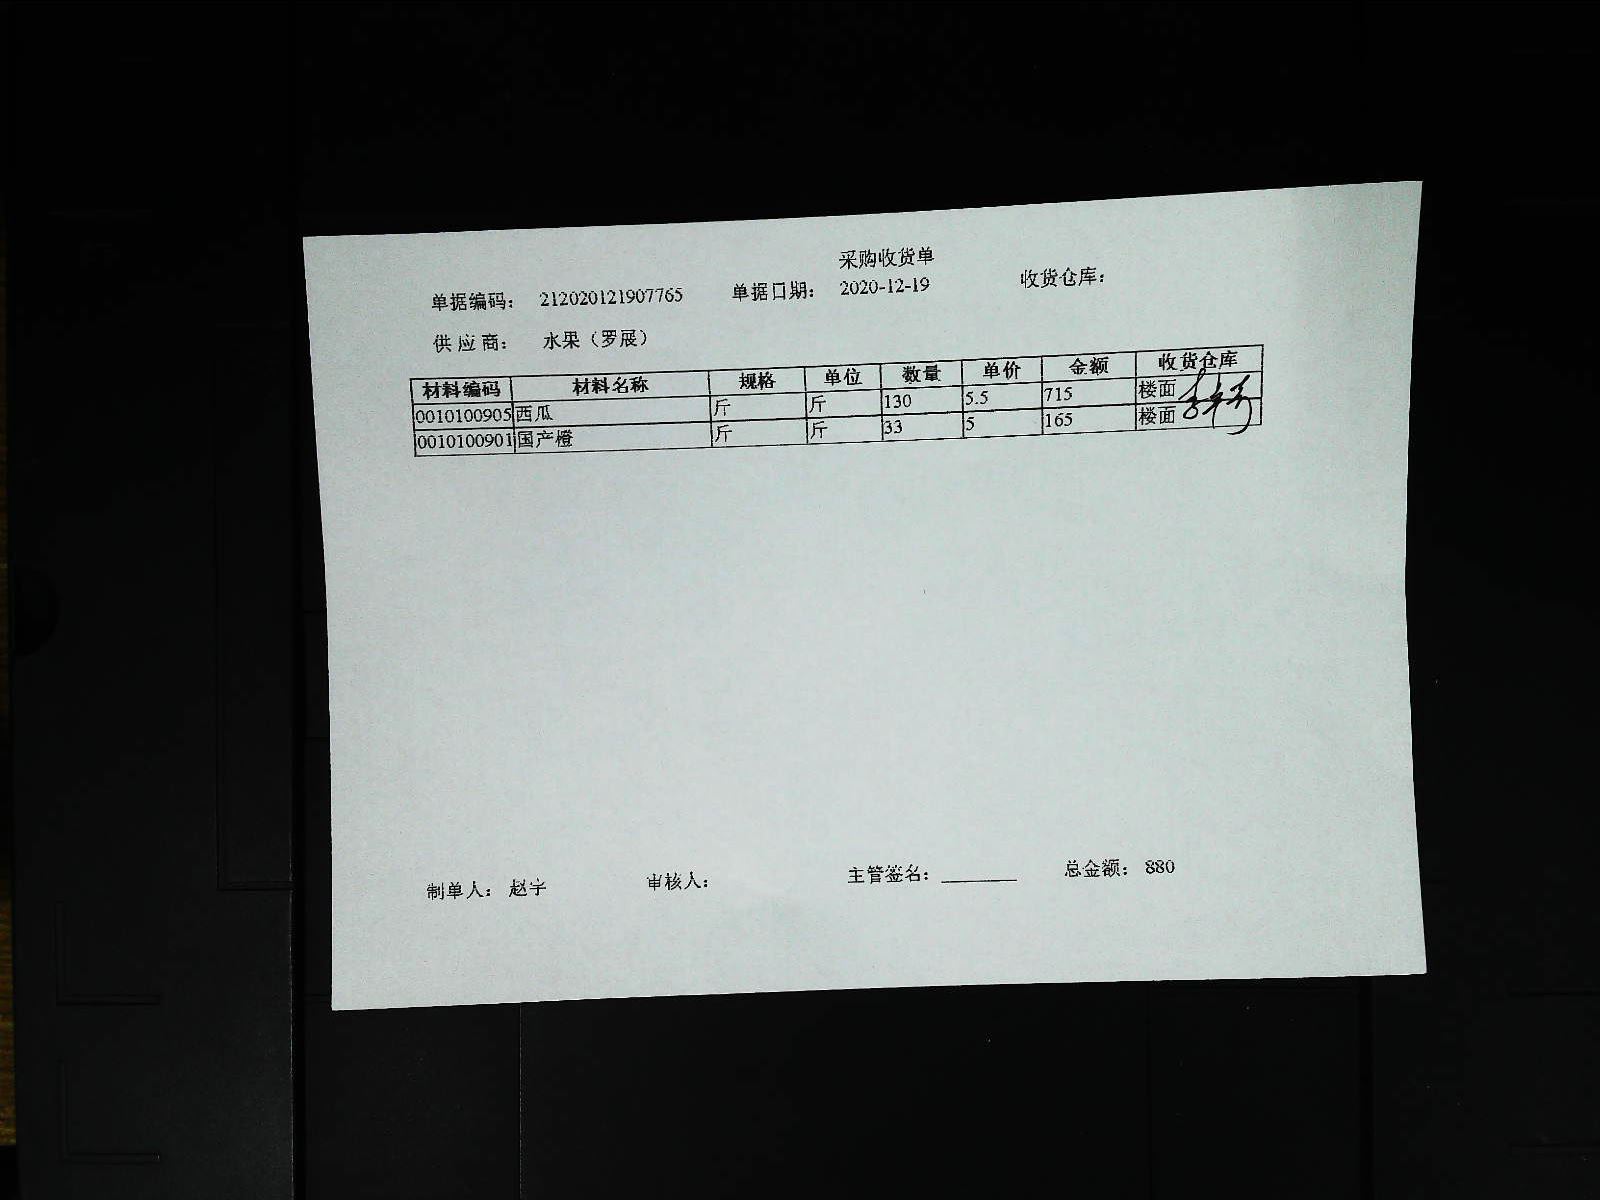 采购收货单
单据编码: 212020121907765 单据日期: 2020-12-19 收货仓库:
供应商: 水果（罗展）
材料编码 材料名称 规格 单位 数量 单价 金额 收货仓库
0010100905 西瓜 斤 斤 130 5.5 715 楼面
0010100901 国产橙 斤 斤 33 5 165 楼面
制单人: 赵宇 审核人: 主管签名: 总金额: 880